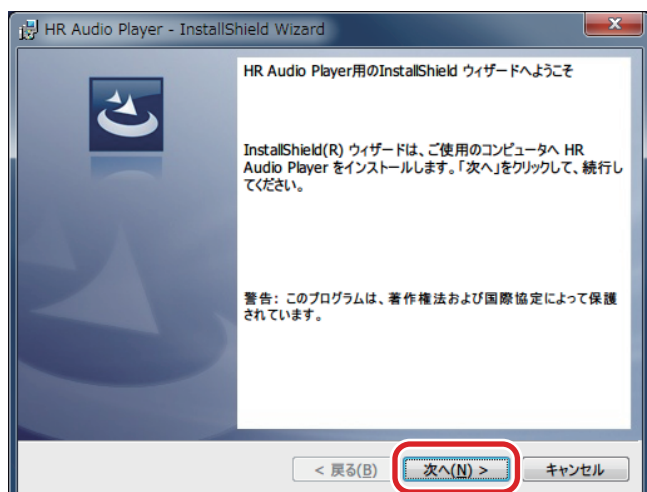 HR Audio Player - InstallShield Wizard
HR Audio Player用のInstallShield ウィザードへようこそ
InstallShield(R) ウィザードは、ご使用のコンピュータへ HR
Audio Player をインストールします。「次へ」をクリックして、続行し
てください。
警告: このプログラムは、著作権法および国際協定によって保護
されています。
< 戻る(B)
次へ(N) >
キャンセル